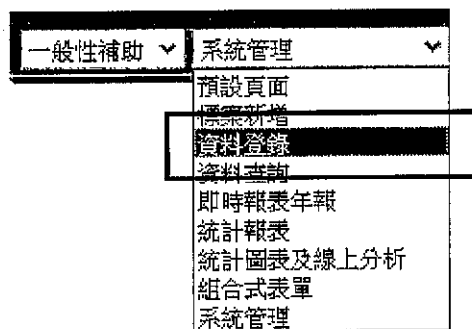 一般性補助 系統管理
預設頁面
標案新增
資料登錄
資料查詢
即時報表年報
統計報表
統計圖表及線上分析
組合式表單
系統管理